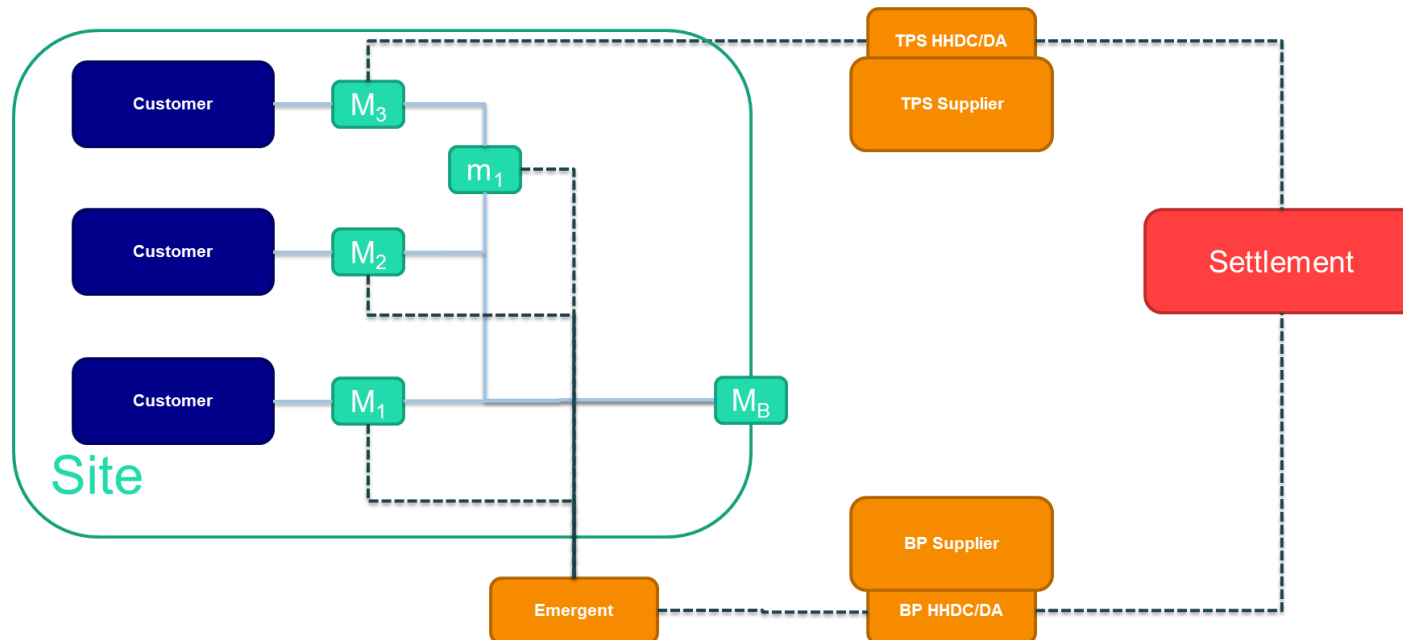 TPS HHDC/DA
Customer
M₃
TPS Supplier
m₁
Customer
M₂
Settlement
Customer
M₁
M_B
Site
BP Supplier
Emergent
BP HHDC/DA